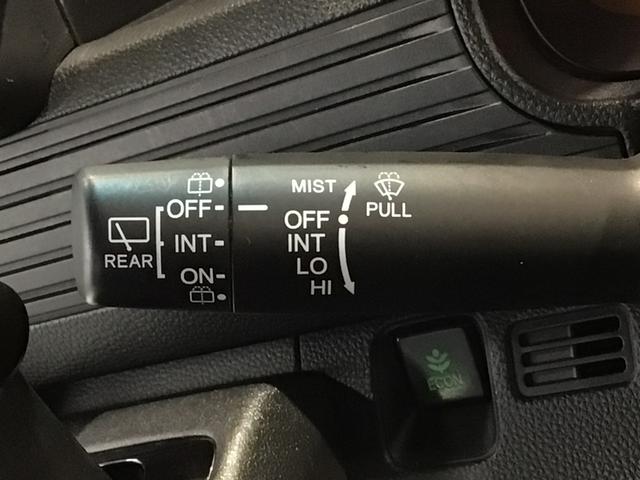 OFF
INT
ON
REAR
MIST
OFF
INT
LO
HI
PULL
ECON